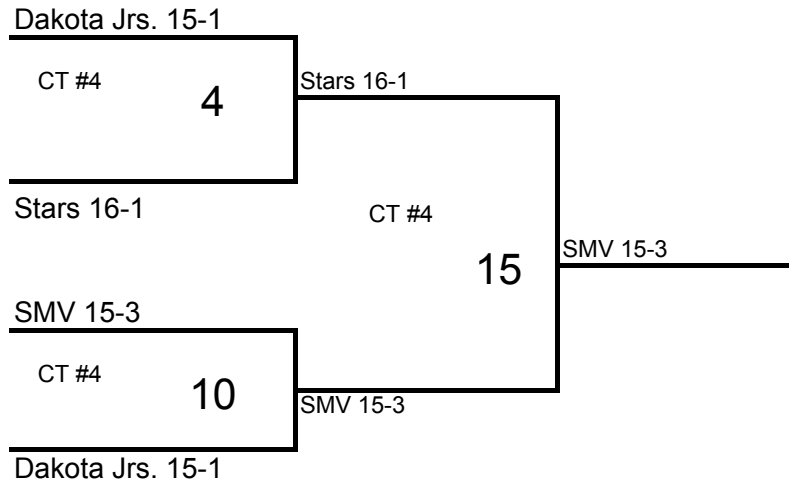 Dakota Jrs. 15-1
CT #4
4
Stars 16-1
Stars 16-1
CT #4
15
SMV 15-3
SMV 15-3
CT #4
10
SMV 15-3
Dakota Jrs. 15-1